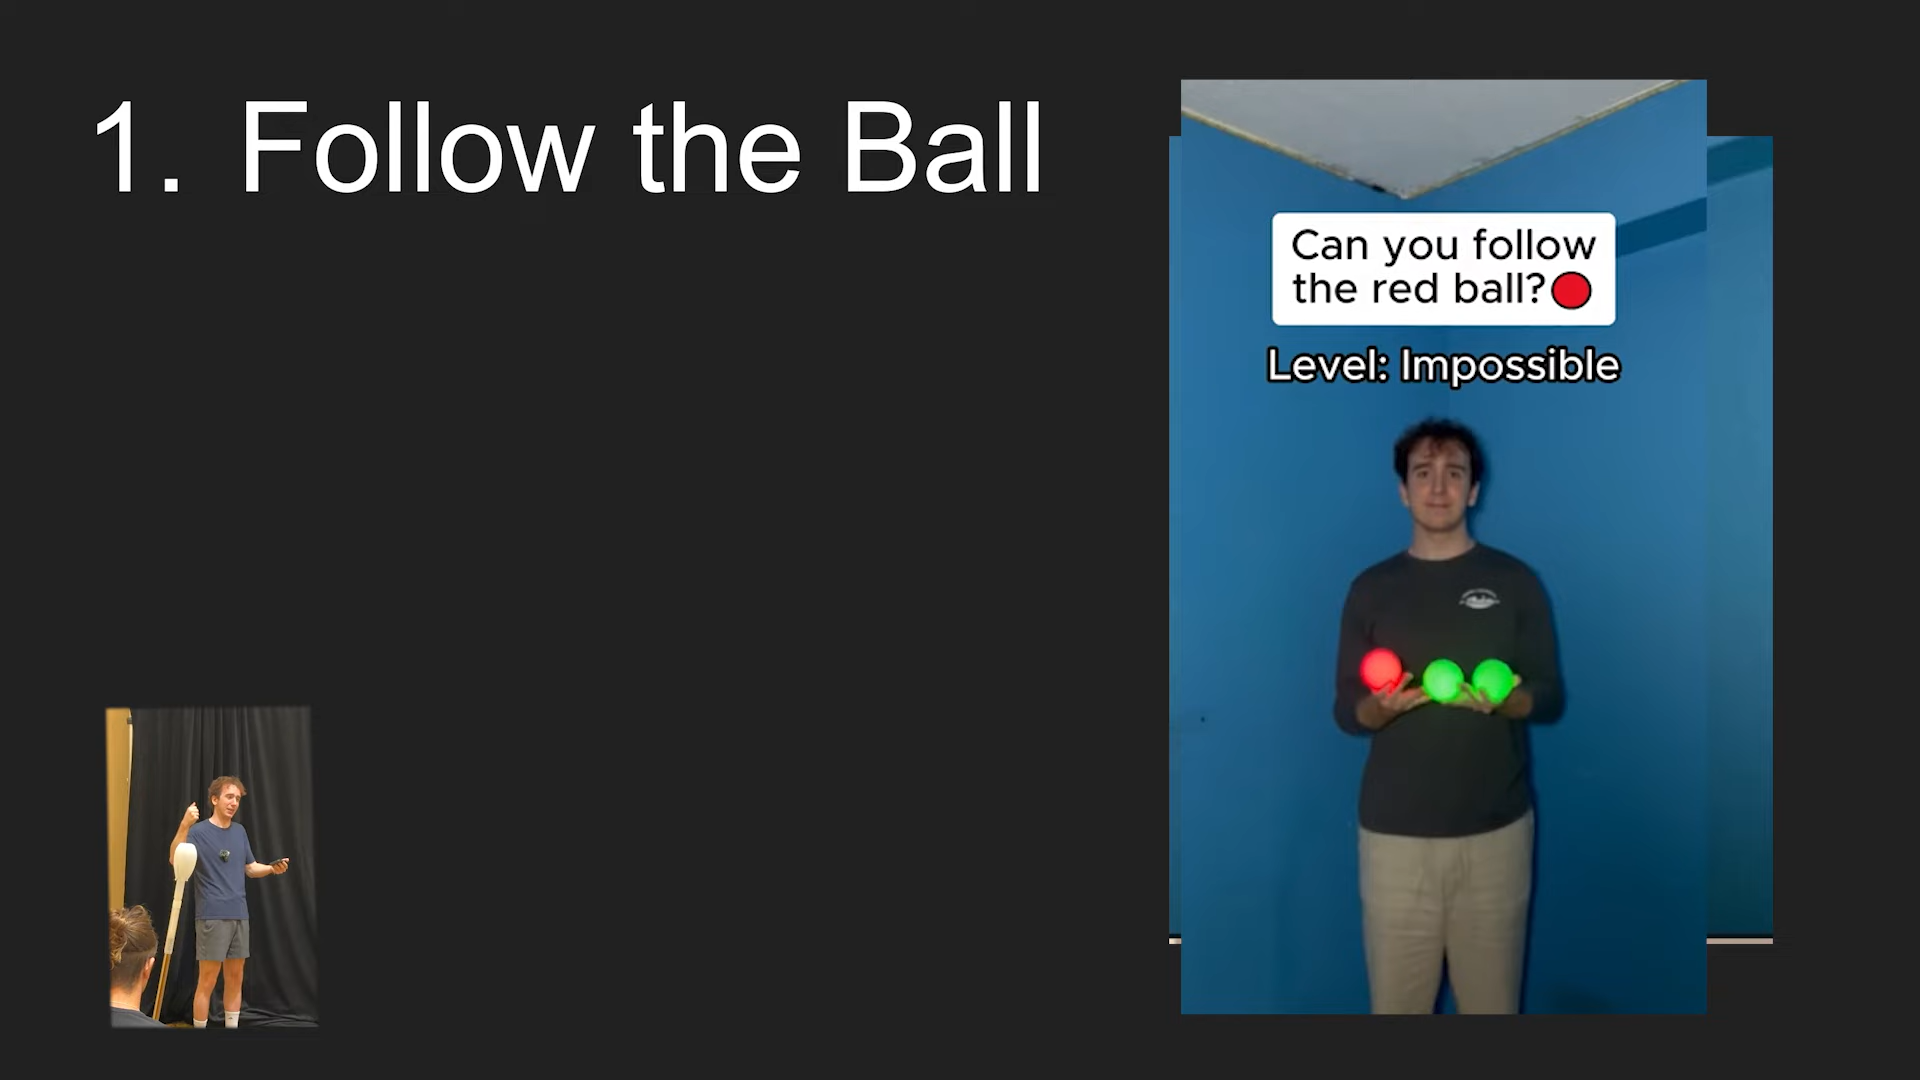 1. Follow the Ball
Can you follow
the red ball?🔴
Level: Impossible